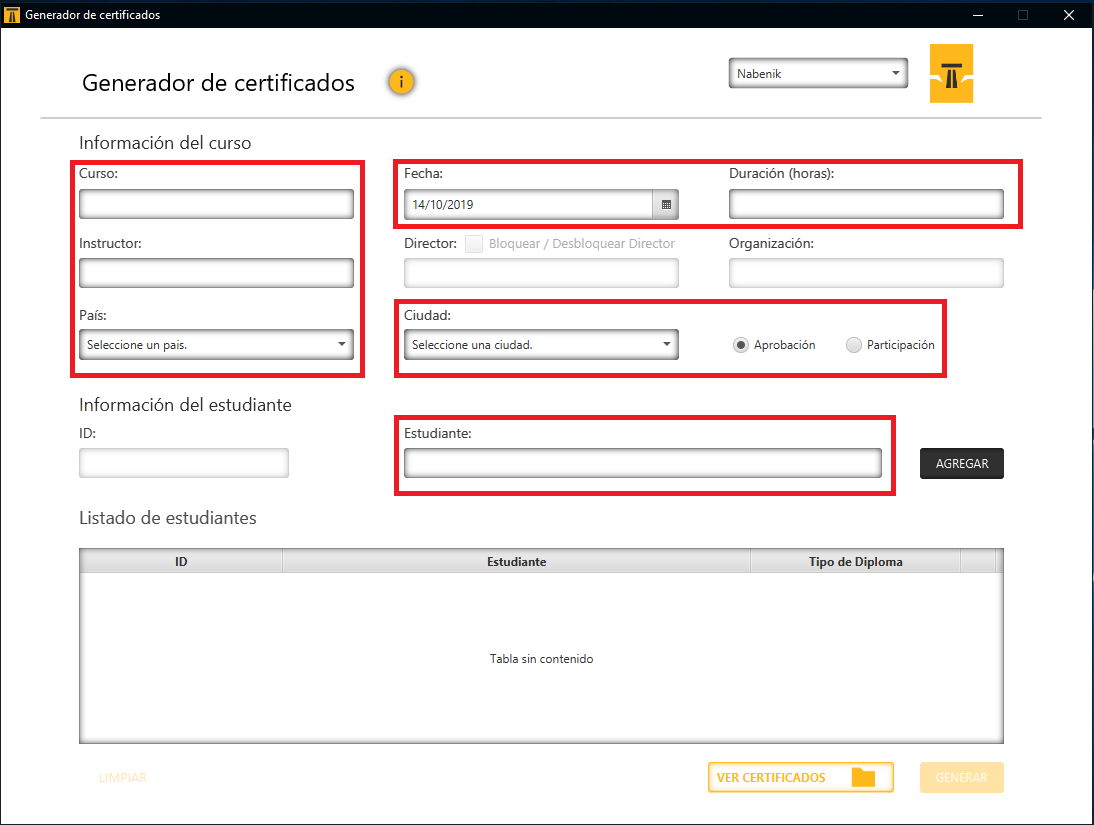 Generador de certificados
Generador de certificados
i
Nabenik
Información del curso
Curso:
Fecha:
Duración (horas):
14/10/2019
Instructor:
Director:
Bloquear / Desbloquear Director
Organización:
País:
Ciudad:
Seleccione un pais.
Seleccione una ciudad.
Aprobación
Participación
Información del estudiante
ID:
Estudiante:
AGREGAR
Listado de estudiantes
ID
Estudiante
Tipo de Diploma
Tabla sin contenido
LIMPIAR
VER CERTIFICADOS
GENERAR